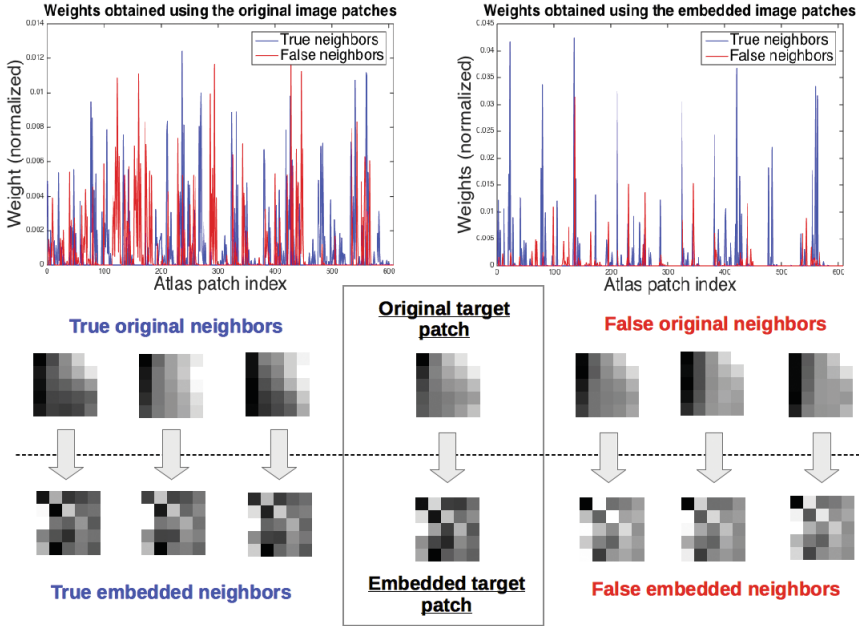 Weights obtained using the original image patches
0.014
0.012
0.01
0.008
0.006
0.004
0.002
0
Weight (normalized)
True neighbors
False neighbors
0 100 200 300 400 500 600
Atlas patch index
Weights obtained using the embedded image patches
0.045
0.04
0.035
0.03
0.025
0.02
0.015
0.01
0.005
0
Weights (normalized)
True neighbors
False neighbors
0 100 200 300 400 500 600
Atlas patch index
True original neighbors
Original target
patch
False original neighbors
True embedded neighbors
Embedded target
patch
False embedded neighbors